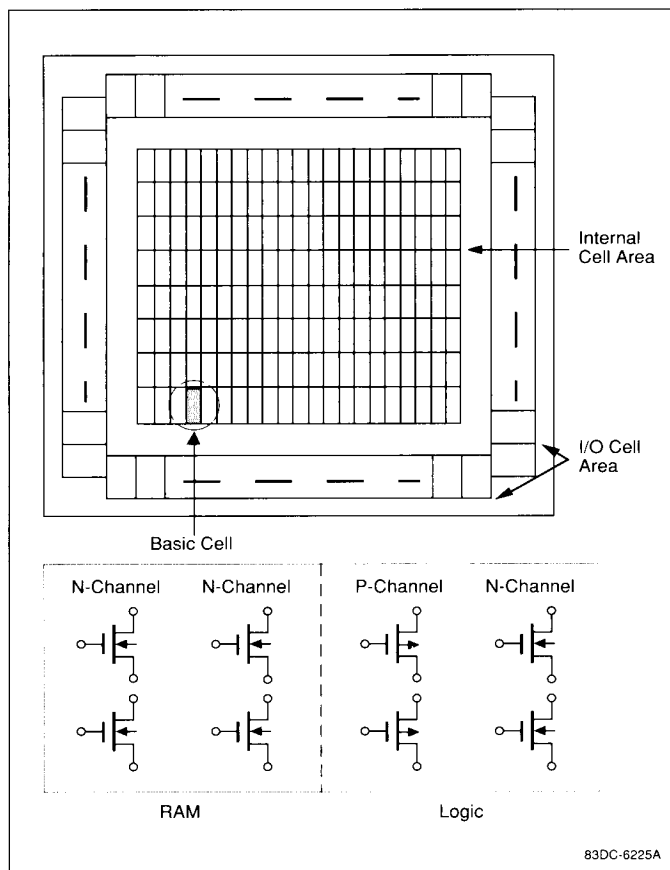 Internal
Cell Area
I/O Cell
Area
Basic Cell
N-Channel N-Channel P-Channel N-Channel
RAM Logic
83DC-6225A